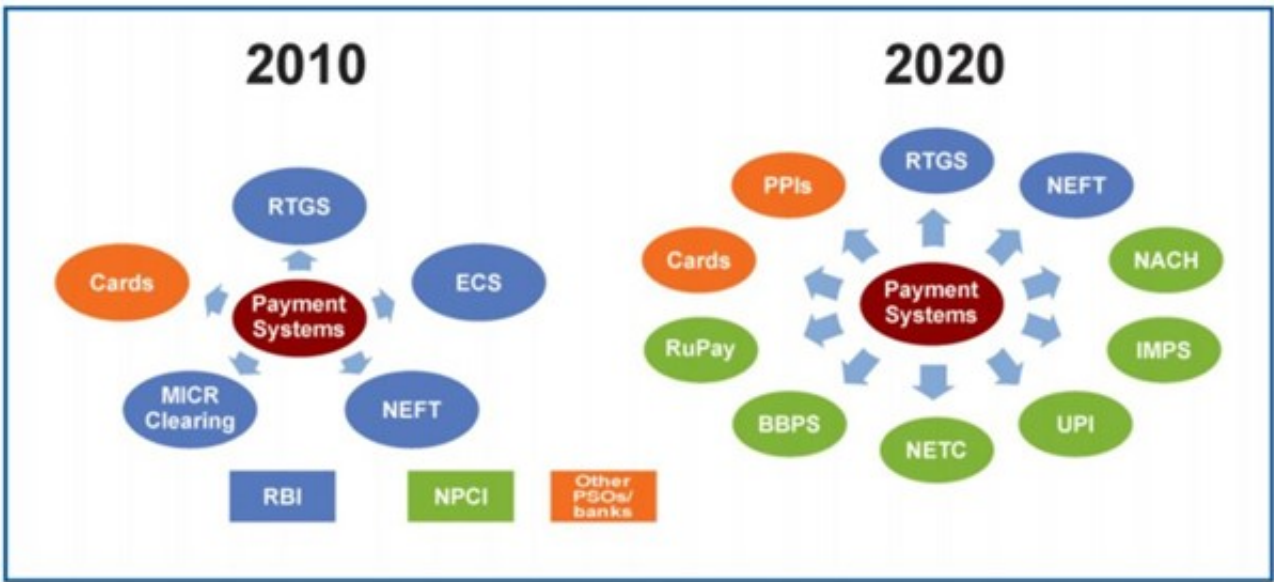 2010
RTGS
Cards
ECS
Payment
Systems
MICR
Clearing
NEFT
2020
RTGS
PPIs
NEFT
Cards
NACH
Payment
Systems
RuPay
IMPS
BBPS
UPI
NETC
RBI
NPCI
Other
PSOs/
banks